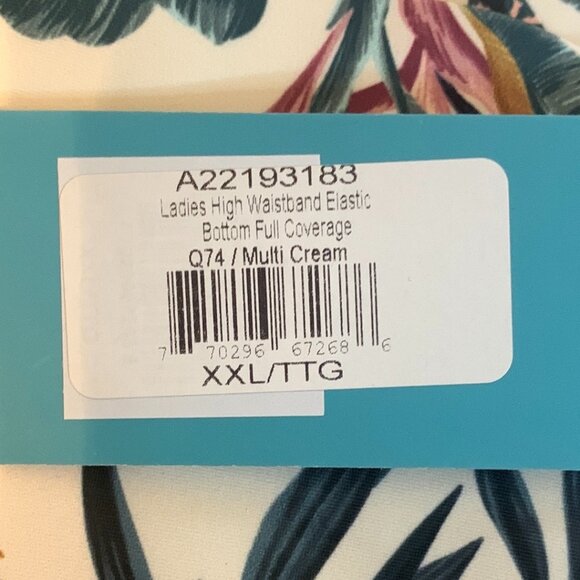 A22193183
Ladies High Waistband Elastic
Bottom Full Coverage
Q74 / Multi Cream
7 70296 67268 6
XXL/TTG